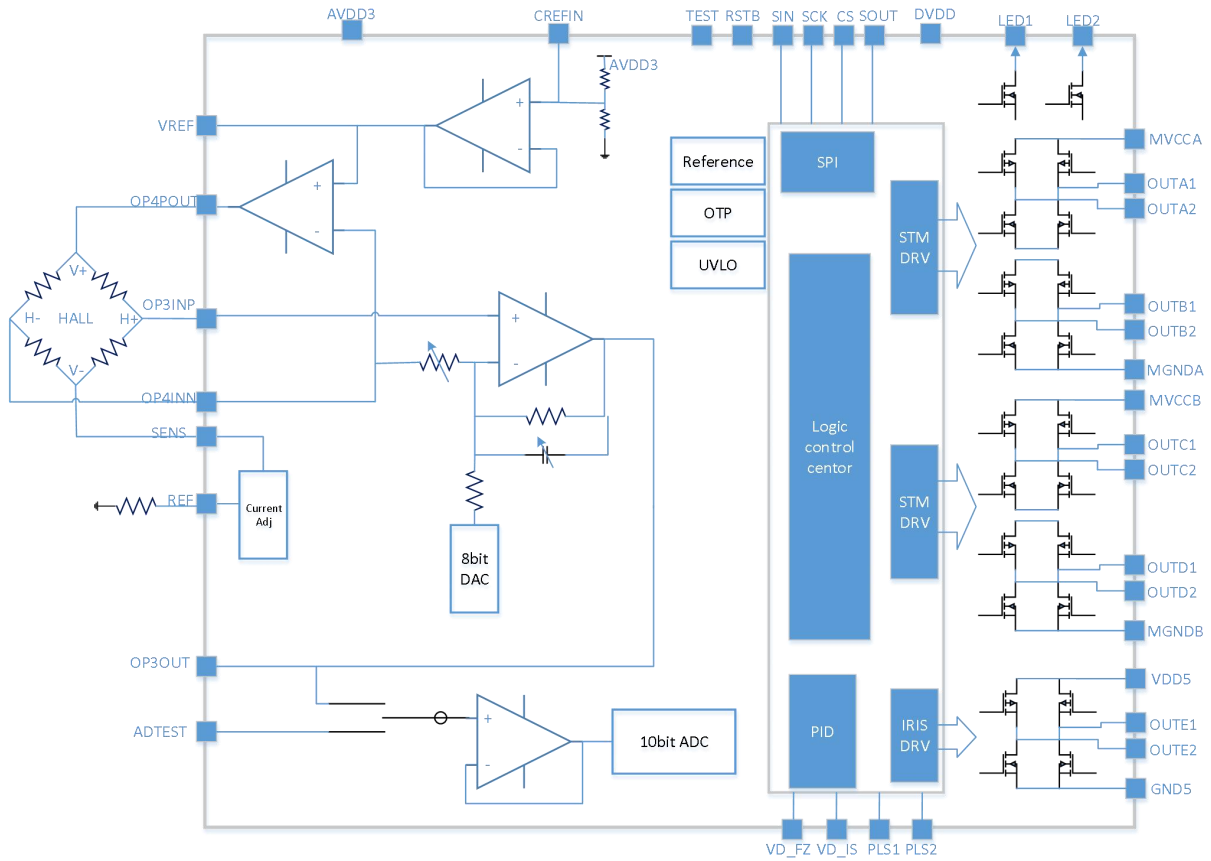 AVDD3
CREFIN
TEST
RSTB
SIN
SCK
CS
SOUT
DVDD
LED1
LED2
AVDD3
+
-
VREF
OP4POUT
+
-
V+
H-
HALL
H+
V-
OP3INP
+
-
OP4INN
SENS
REF
Current
Adj
8bit
DAC
OP3OUT
ADTEST
+
-
10bit ADC
Reference
OTP
UVLO
SPI
Logic
control
centor
PID
STM
DRV
STM
DRV
IRIS
DRV
MVCCA
OUTA1
OUTA2
OUTB1
OUTB2
MGNDA
MVCCB
OUTC1
OUTC2
OUTD1
OUTD2
MGNDB
VDD5
OUTE1
OUTE2
GND5
VD_FZ
VD_IS
PLS1
PLS2